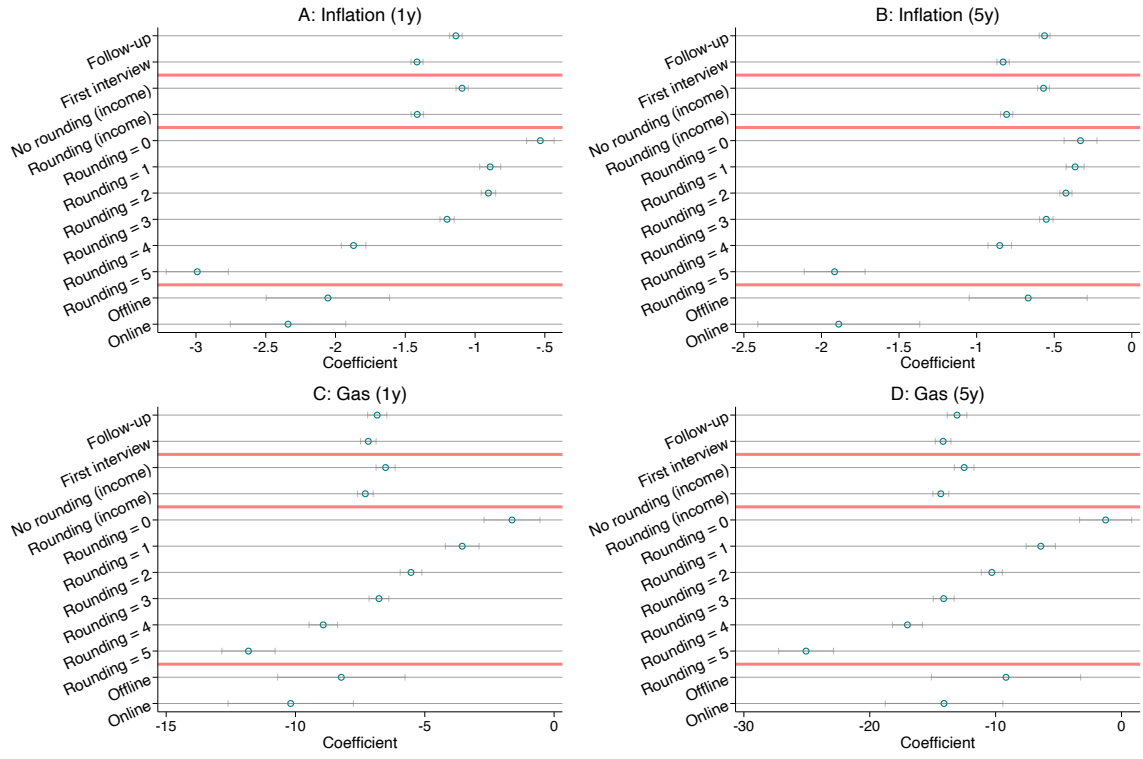 A: Inflation (1y)
Follow-up
First interview
No rounding (income)
Rounding (income)
Rounding = 0
Rounding = 1
Rounding = 2
Rounding = 3
Rounding = 4
Rounding = 5
Offline
Online
-3 -2.5 -2 -1.5 -1 -.5
Coefficient
B: Inflation (5y)
Follow-up
First interview
No rounding (income)
Rounding (income)
Rounding = 0
Rounding = 1
Rounding = 2
Rounding = 3
Rounding = 4
Rounding = 5
Offline
Online
-2.5 -2 -1.5 -1 -.5 0
Coefficient
C: Gas (1y)
Follow-up
First interview
No rounding (income)
Rounding (income)
Rounding = 0
Rounding = 1
Rounding = 2
Rounding = 3
Rounding = 4
Rounding = 5
Offline
Online
-15 -10 -5 0
Coefficient
D: Gas (5y)
Follow-up
First interview
No rounding (income)
Rounding (income)
Rounding = 0
Rounding = 1
Rounding = 2
Rounding = 3
Rounding = 4
Rounding = 5
Offline
Online
-30 -20 -10 0
Coefficient